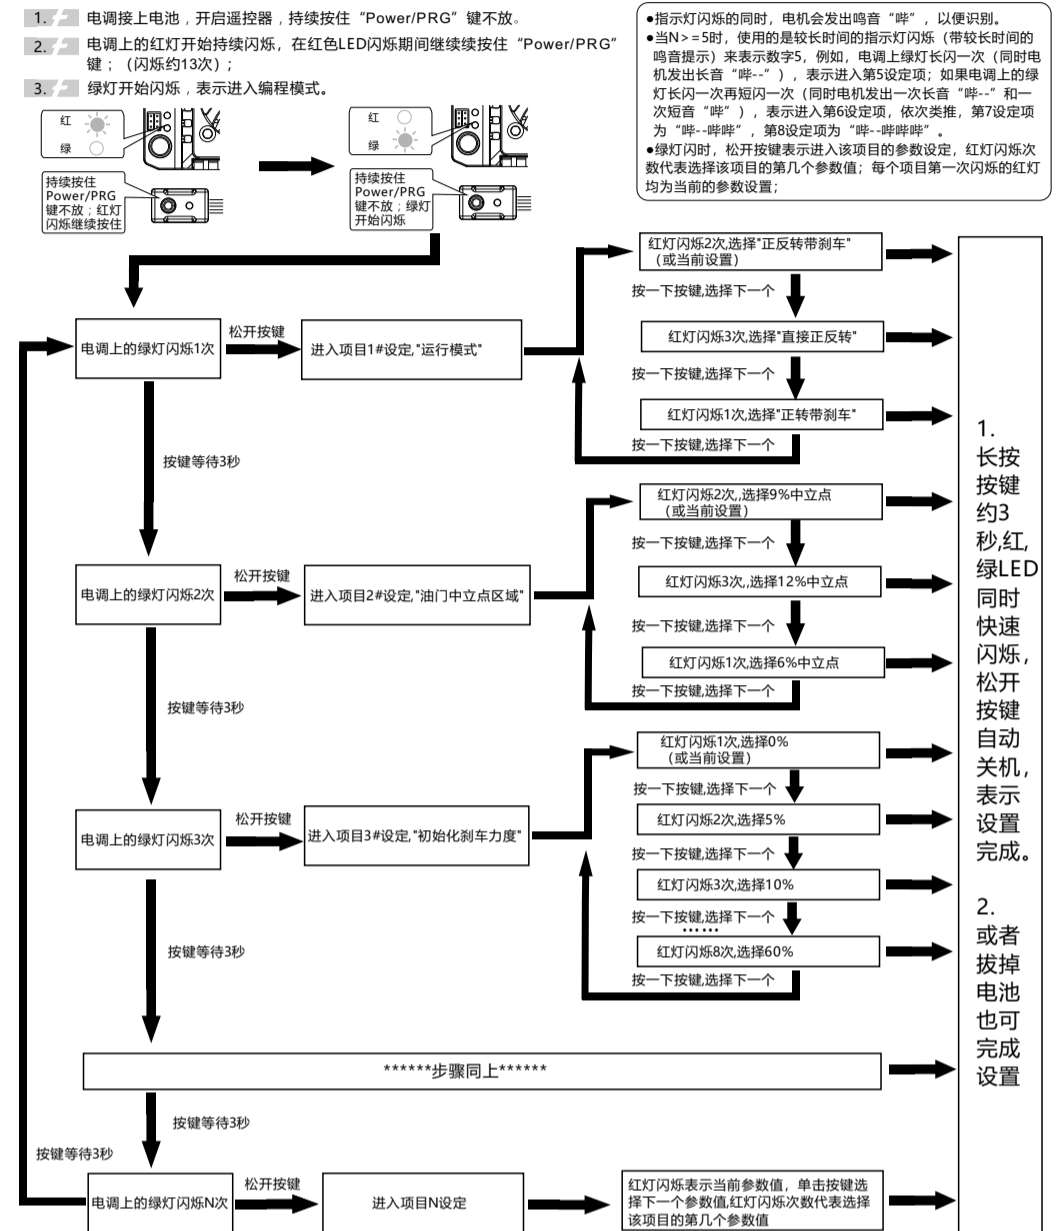 1. 电调接上电池，开启遥控器，持续按住“Power/PRG”键不放。
2. 电调上的红灯开始持续闪烁，在红色LED闪烁期间继续续按住“Power/PRG”
键；（闪烁约13次）；
3. 绿灯开始闪烁，表示进入编程模式。
●指示灯闪烁的同时，电机会发出鸣音“哔”，以便识别。
●当N>=5时，使用的是较长时间的指示灯闪烁（带较长时间的
鸣音提示）来表示数字5，例如，电调上绿灯长闪一次（同时电
机发出长音“哔--”），表示进入第5设定项；如果电调上的绿
灯长闪一次再短闪一次（同时电机发出一次长音“哔--”和一
次短音“哔”），表示进入第6设定项，依次类推，第7设定项
为“哔--哔哔”，第8设定项为“哔--哔哔哔”。
●绿灯闪时，松开按键表示进入该项目的参数设定，红灯闪烁次
数代表选择该项目的第几个参数值；每个项目第一次闪烁的红灯
均为当前的参数设置；
红
绿
持续按住
Power/PRG
键不放；红灯
闪烁继续按住
红
绿
持续按住
Power/PRG
键不放；绿灯
开始闪烁
电调上的绿灯闪烁1次
松开按键
进入项目1#设定,"运行模式"
红灯闪烁2次,选择"正反转带刹车"
（或当前设置）
按一下按键,选择下一个
红灯闪烁3次,选择"直接正反转"
按一下按键,选择下一个
红灯闪烁1次,选择"正转带刹车"
按一下按键,选择下一个
按键等待3秒
电调上的绿灯闪烁2次
松开按键
进入项目2#设定,"油门中立点区域"
红灯闪烁2次,,选择9%中立点
（或当前设置）
按一下按键,选择下一个
红灯闪烁3次,,选择12%中立点
按一下按键,选择下一个
红灯闪烁1次,选择6%中立点
按一下按键,选择下一个
按键等待3秒
电调上的绿灯闪烁3次
松开按键
进入项目3#设定,"初始化刹车力度"
红灯闪烁1次,选择0%
（或当前设置）
按一下按键,选择下一个
红灯闪烁2次,选择5%
按一下按键,选择下一个
红灯闪烁3次,选择10%
按一下按键,选择下一个
······
红灯闪烁8次,选择60%
按一下按键,选择下一个
按键等待3秒
******步骤同上******
按键等待3秒
按键等待3秒
电调上的绿灯闪烁N次
松开按键
进入项目N设定
红灯闪烁表示当前参数值，单击按键选
择下一个参数值,红灯闪烁次数代表选择
该项目的第几个参数值
1.
长按
按键
约3
秒,红,
绿LED
同时
快速
闪烁，
松开
按键
自动
关机，
表示
设置
完成。
2.
或者
拔掉
电池
也可
完成
设置